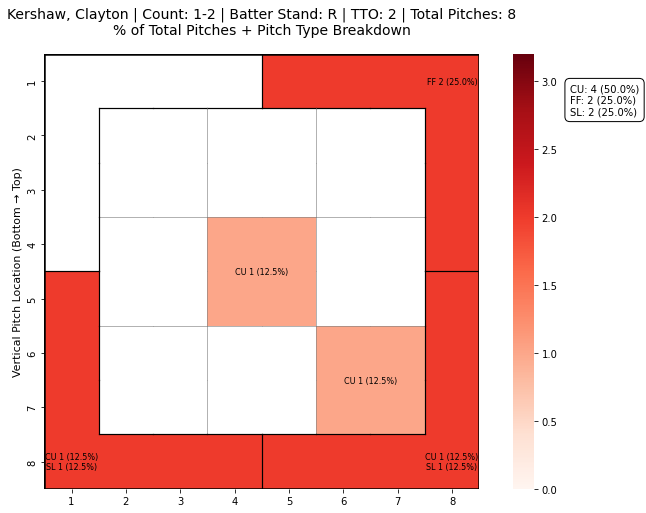 Kershaw, Clayton | Count: 1-2 | Batter Stand: R | TTO: 2 | Total Pitches: 8
% of Total Pitches + Pitch Type Breakdown
FF 2 (25.0%)
CU: 4 (50.0%)
FF: 2 (25.0%)
SL: 2 (25.0%)
CU 1 (12.5%)
CU 1 (12.5%)
CU 1 (12.5%)
SL 1 (12.5%)
CU 1 (12.5%)
SL 1 (12.5%)
Vertical Pitch Location (Bottom → Top)
1
2
3
4
5
6
7
8
1 2 3 4 5 6 7 8
3.0
2.5
2.0
1.5
1.0
0.5
0.0